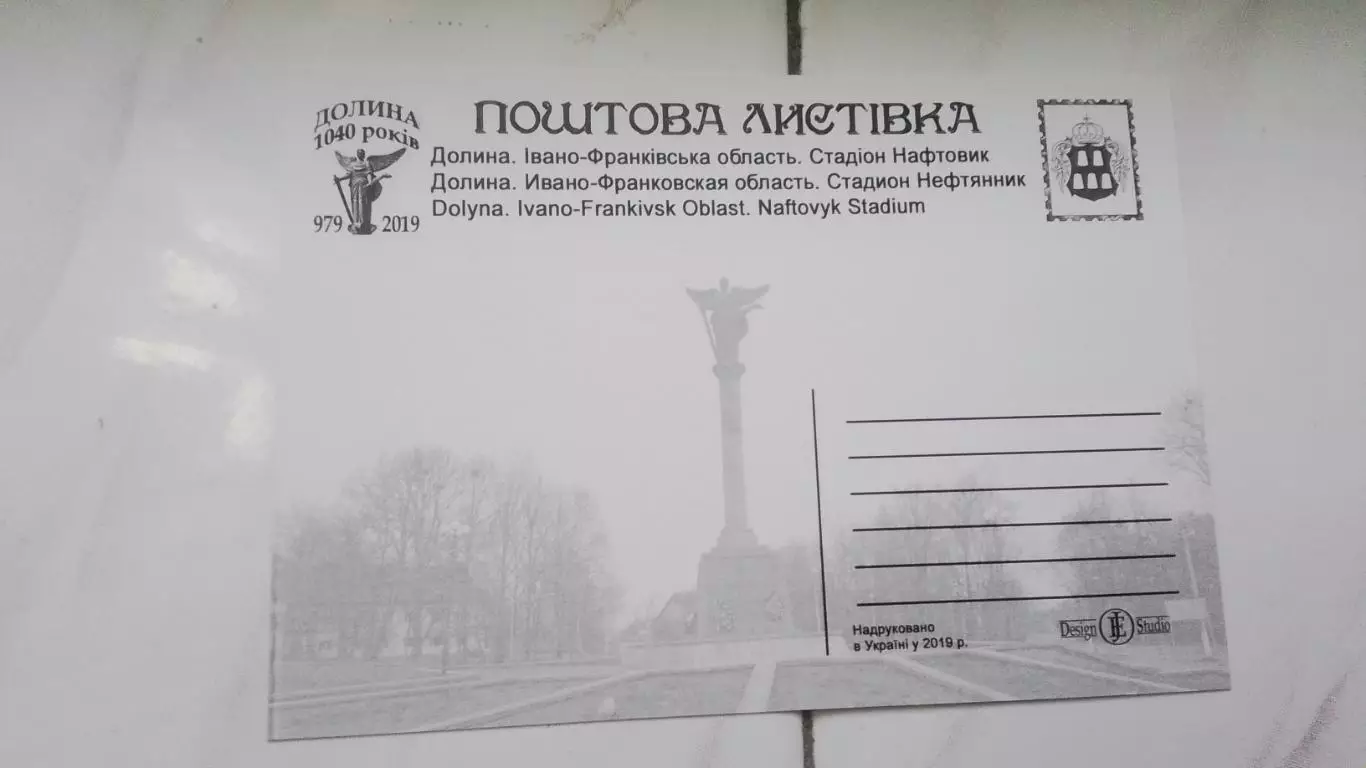 ДОЛИНА
1040 років
979 2019
ПОШТОВА ЛИСТІВКА
Долина. Івано-Франківська область. Стадіон Нафтовик
Долина. Ивано-Франковская область. Стадион Нефтянник
Dolyna. Ivano-Frankivsk Oblast. Naftovyk Stadium
Надруковано
в Україні у 2019 р.
Design Studio